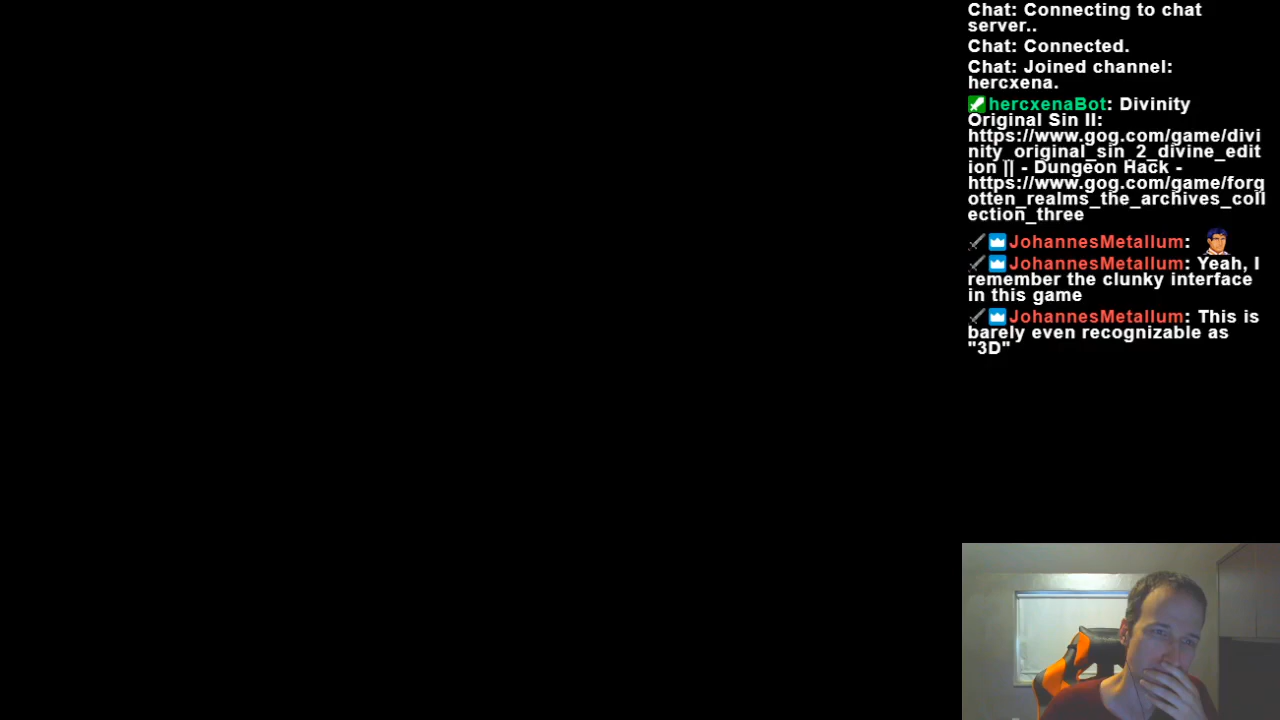 Chat: Connecting to chat
server..
Chat: Connected.
Chat: Joined channel:
hercxena.
hercxenaBot: Divinity
Original Sin II:
https://www.gog.com/game/divi
nity_original_sin_2_divine_edit
ion || - Dungeon Hack -
https://www.gog.com/game/forg
otten_realms_the_archives_coll
ection_three
JohannesMetallum:
JohannesMetallum: Yeah, I
remember the clunky interface
in this game
JohannesMetallum: This is
barely even recognizable as
"3D"